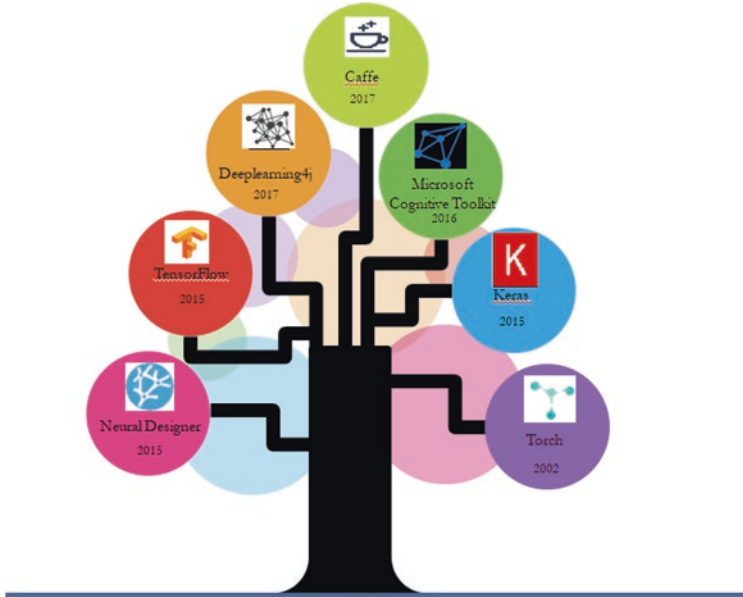 Caffe
2017
Deeplearning4j
2017
Microsoft
Cognitive Toolkit
2016
TensorFlow
2015
K
Keras
2015
Neural Designer
2015
Torch
2002